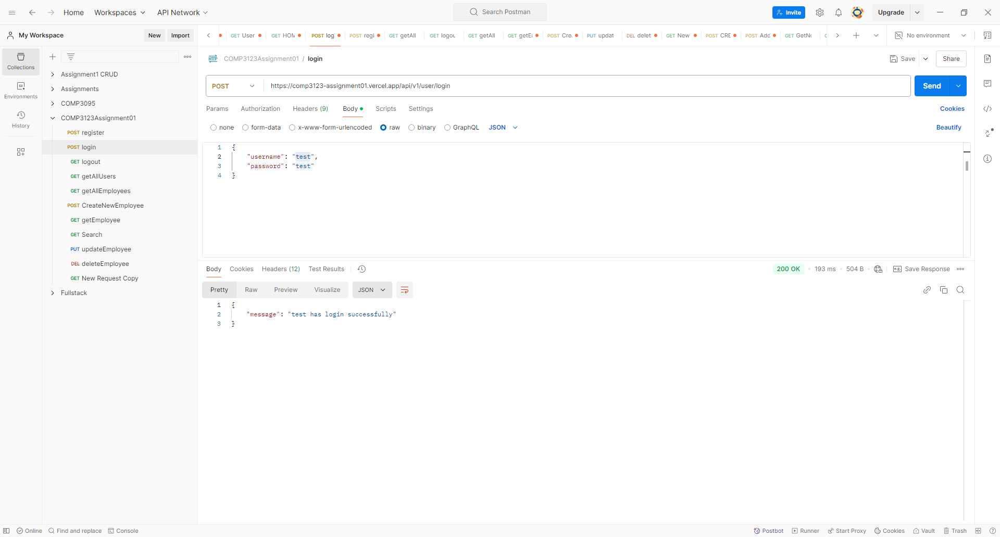 Home Workspaces API Network Search Postman Invite Upgrade
My Workspace New Import GET User GET HOM POST log POST regi GET getAll GET logou GET getAll GET getEi POST Cre. PUT updat DEL delet GET New POST CRE POST Add GET GetNo No environment
Collections
Environments
History
Assignment1 CRUD
Assignments
COMP3095
COMP3123Assignment01
POST register
POST login
GET logout
GET getAllUsers
GET getAllEmployees
POST CreateNewEmployee
GET getEmployee
GET Search
PUT updateEmployee
DEL deleteEmployee
GET New Request Copy
Fullstack
HTTP COMP3123Assignment01 / login Save Share
POST https://comp3123-assignment01.vercel.app/api/v1/user/login Send
Params Authorization Headers (9) Body Scripts Settings Cookies
none form-data x-www-form-urlencoded raw binary GraphQL JSON Beautify
1 {
2 "username": "test",
3 "password": "test"
4 }
Body Cookies Headers (12) Test Results 200 OK 193 ms 504 B e.g. Save Response
Pretty Raw Preview Visualize JSON
1 {
2 "message": "test has login successfully"
3 }
Online Find and replace Console Postbot Runner Start Proxy Cookies Vault Trash